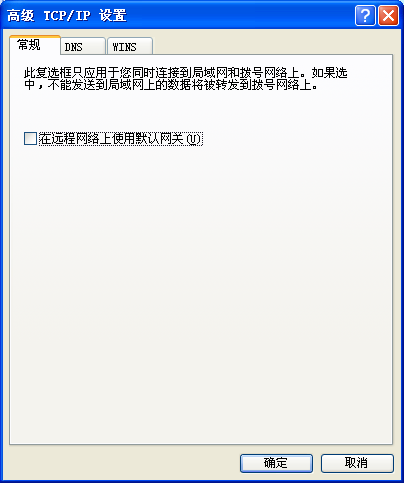 高级 TCP/IP 设置
常规
DNS
WINS
此复选框只应用于您同时连接到局域网和拨号网络上。如果选
中，不能发送到局域网上的数据将被转发到拨号网络上。
在远程网络上使用默认网关(U)
确定
取消